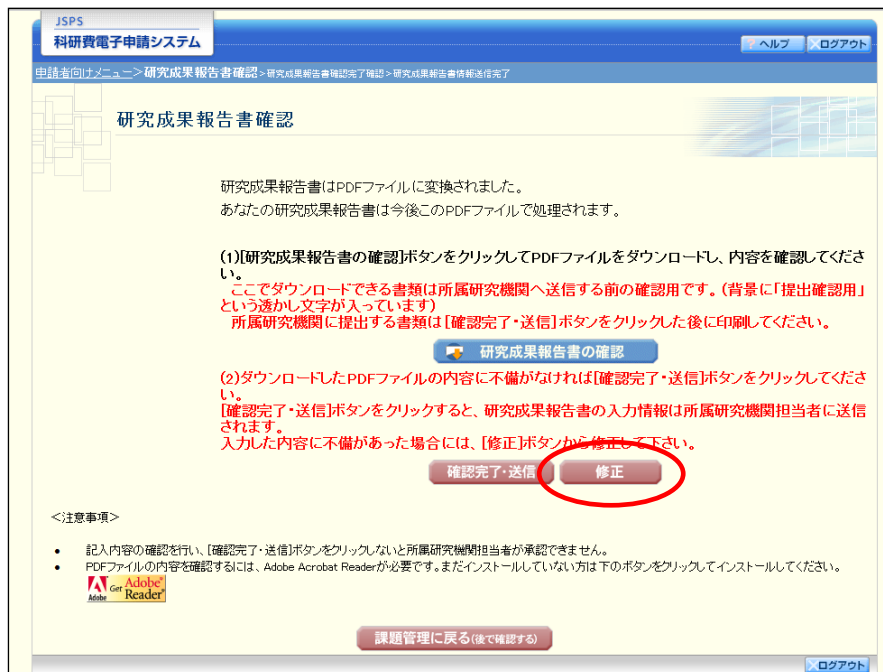 JSPS
科研費電子申請システム
? ヘルプ
ログアウト
申請者向けメニュー>研究成果報告書確認>研究成果報告書確認完了確認>研究成果報告書情報送信完了
研究成果報告書確認
研究成果報告書はPDFファイルに変換されました。
あなたの研究成果報告書は今後このPDFファイルで処理されます。
(1)[研究成果報告書の確認]ボタンをクリックしてPDFファイルをダウンロードし、内容を確認してくださ
い。
ここでダウンロードできる書類は所属研究機関へ送信する前の確認用です。(背景に「提出確認用」
という透かし文字が入っています)
所属研究機関に提出する書類は[確認完了・送信]ボタンをクリックした後に印刷してください。
研究成果報告書の確認
(2)ダウンロードしたPDFファイルの内容に不備がなければ[確認完了・送信]ボタンをクリックしてくださ
い。
[確認完了・送信]ボタンをクリックすると、研究成果報告書の入力情報は所属研究機関担当者に送信
されます。
入力した内容に不備があった場合には、[修正]ボタンから修正して下さい。
確認完了・送信
修正
<注意事項>
• 記入内容の確認を行い、[確認完了・送信]ボタンをクリックしないと所属研究機関担当者が承認できません。
• PDFファイルの内容を確認するには、Adobe Acrobat Readerが必要です。まだインストールしていない方は下のボタンをクリックしてインストールしてください。
Adobe
Get Adobe® Reader®
課題管理に戻る(後で確認する)
ログアウト